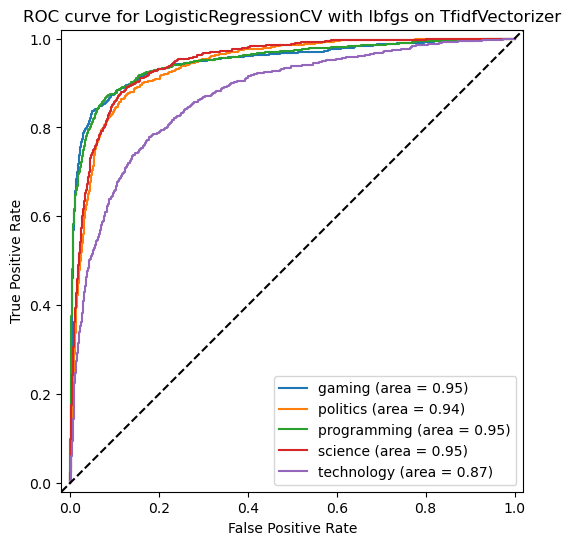 ROC curve for LogisticRegressionCV with lbfgs on TfidfVectorizer
1.0
0.8
0.6
0.4
0.2
0.0
True Positive Rate
gaming (area = 0.95)
politics (area = 0.94)
programming (area = 0.95)
science (area = 0.95)
technology (area = 0.87)
0.0 0.2 0.4 0.6 0.8 1.0
False Positive Rate